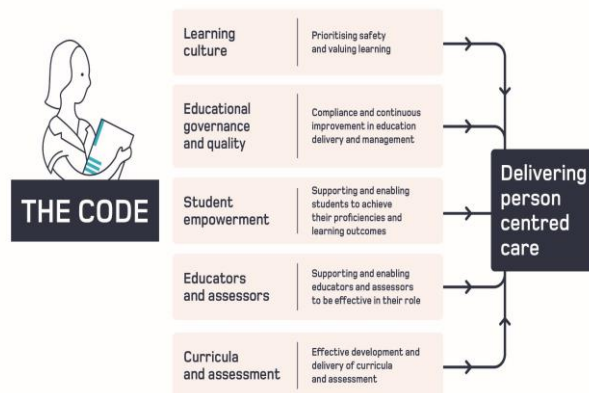 Learning
culture
Prioritising safety
and valuing learning
Educational
governance
and quality
Compliance and continuous
improvement in education
delivery and management
THE CODE
Student
empowerment
Supporting and enabling
students to achieve
their proficiencies and
learning outcomes
Educators
and assessors
Supporting and enabling
educators and assessors
to be effective in their role
Curricula
and assessment
Effective development and
delivery of curricula
and assessment
Delivering
person
centred
care